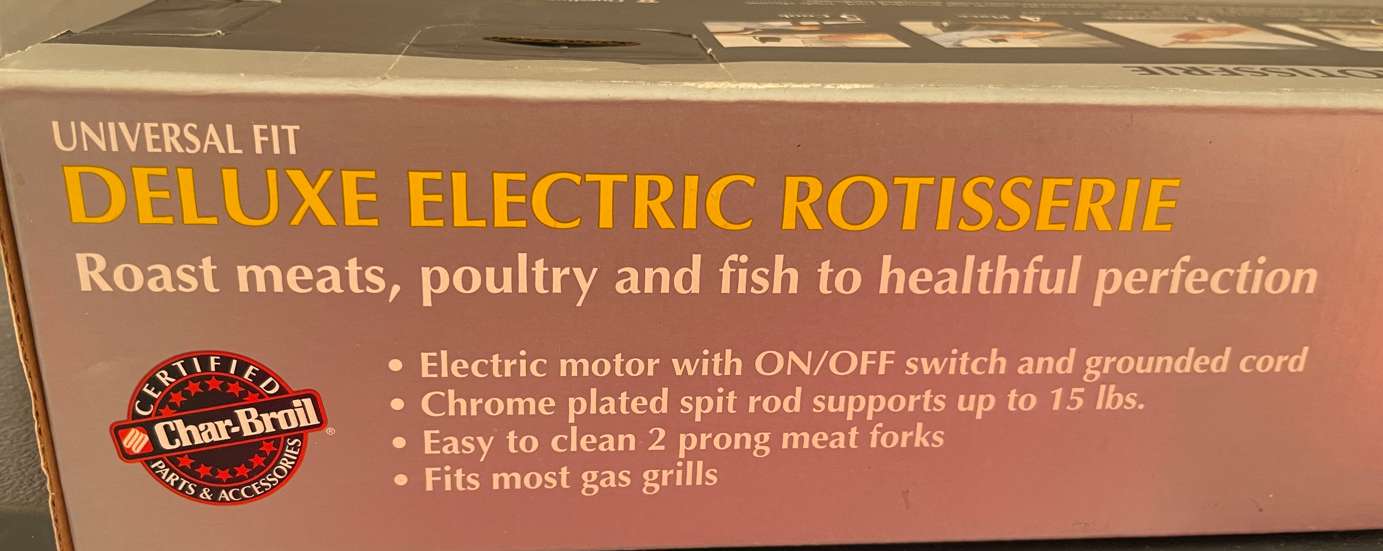 ROTISSERIE
UNIVERSAL FIT
DELUXE ELECTRIC ROTISSERIE
Roast meats, poultry and fish to healthful perfection
CERTIFIED
Char-Broil
®
PARTS & ACCESSORIES
• Electric motor with ON/OFF switch and grounded cord
• Chrome plated spit rod supports up to 15 lbs.
• Easy to clean 2 prong meat forks
• Fits most gas grills